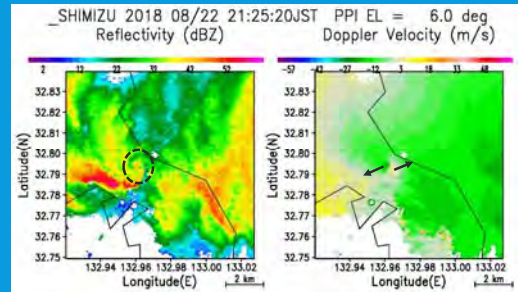 _SHIMIZU 2018 08/22 21:25:20JST PPI EL = 6.0 deg
Reflectivity (dBZ)
Doppler Velocity (m/s)
2 12 22 32 42 52
-57 -42 -27 -12 3 18 33 48
Latitude(N)
32.83
32.82
32.81
32.80
32.79
32.78
32.77
32.76
32.75
132.94 132.96 132.98 133.00 133.02
Longitude(E)
2 km
Latitude(N)
32.83
32.82
32.81
32.80
32.79
32.78
32.77
32.76
32.75
132.94 132.96 132.98 133.00 133.02
Longitude(E)
2 km